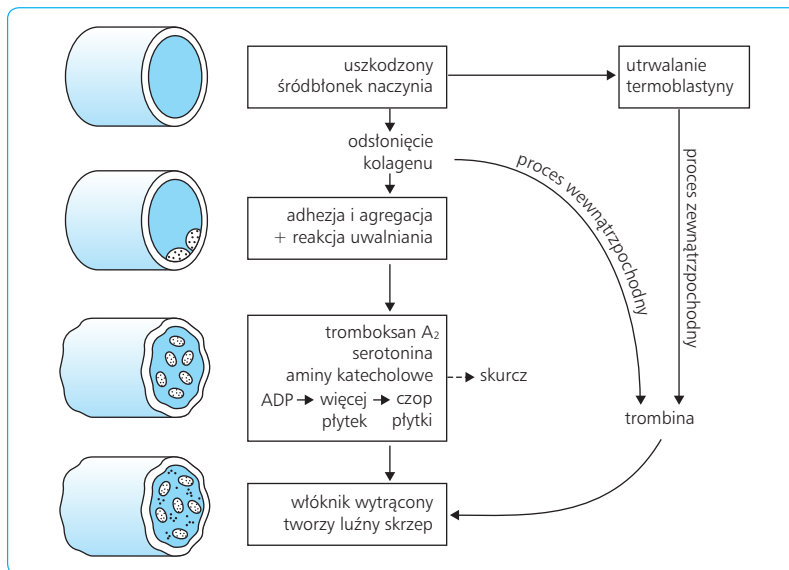 uszkodzony
śródbłonek naczynia
utrwalanie
termoblastyny
odsłonięcie
kolagenu
proces wewnątrzpochodny
proces zewnątrzpochodny
adhezja i agregacja
+ reakcja uwalniania
tromboksan A₂
serotonina
aminy katecholowe
skurcz
ADP więcej czop
płytek płytki
trombina
włóknik wytrącony
tworzy luźny skrzep